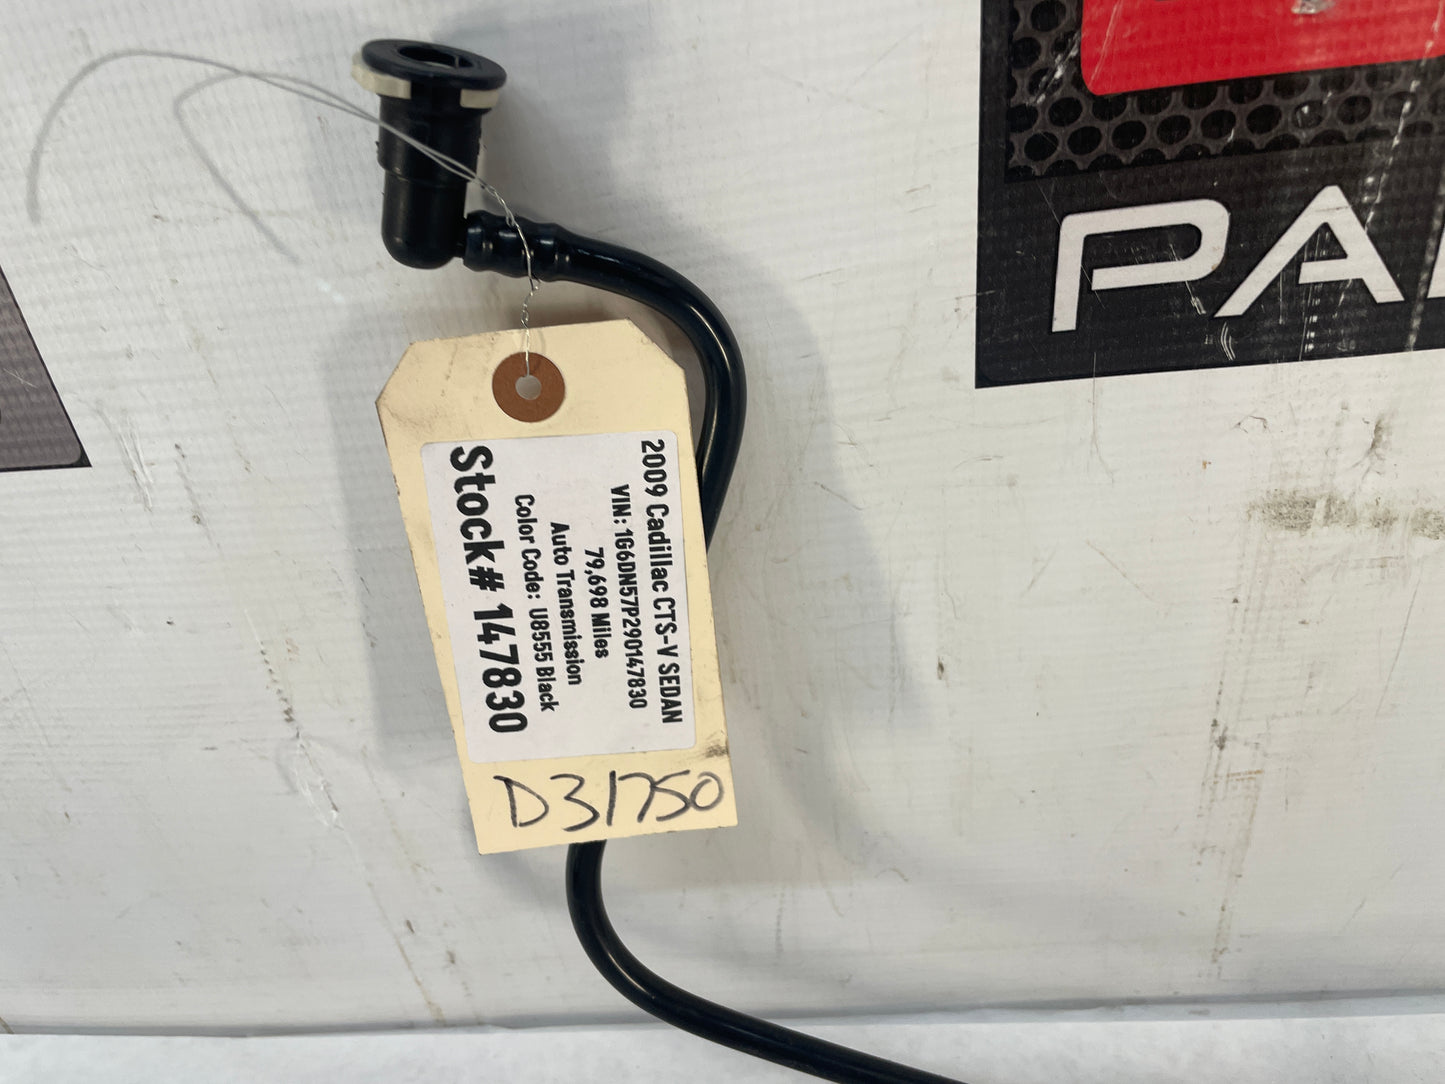 2009 Cadillac CTS-V SEDAN
VIN: 1G6DN57P290147830
79,698 Miles
Auto Transmission
Color Code: U8555 Black
Stock# 147830
D31750
PA